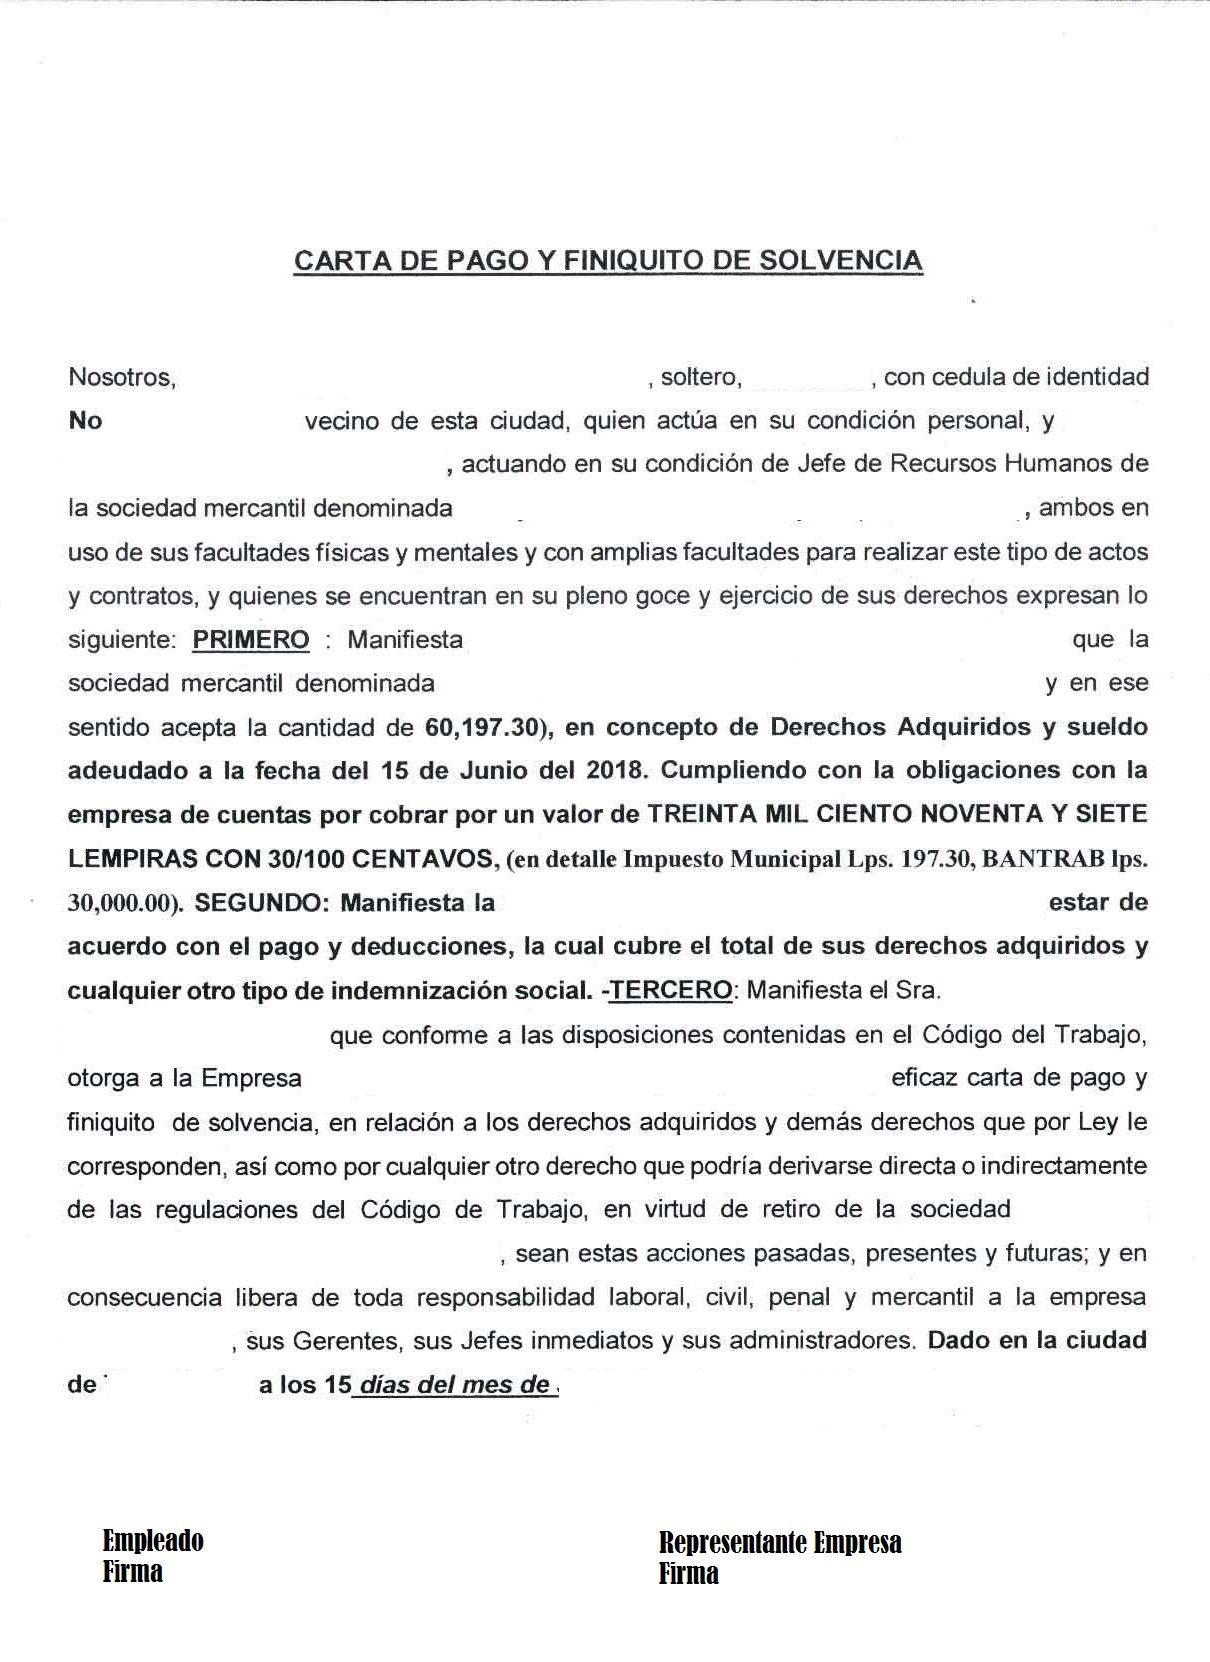 CARTA DE PAGO Y FINIQUITO DE SOLVENCIA
Nosotros, , soltero, , con cedula de identidad
No vecino de esta ciudad, quien actúa en su condición personal, y
, actuando en su condición de Jefe de Recursos Humanos de
la sociedad mercantil denominada , ambos en
uso de sus facultades físicas y mentales y con amplias facultades para realizar este tipo de actos
y contratos, y quienes se encuentran en su pleno goce y ejercicio de sus derechos expresan lo
siguiente: PRIMERO : Manifiesta que la
sociedad mercantil denominada y en ese
sentido acepta la cantidad de 60,197.30), en concepto de Derechos Adquiridos y sueldo
adeudado a la fecha del 15 de Junio del 2018. Cumpliendo con la obligaciones con la
empresa de cuentas por cobrar por un valor de TREINTA MIL CIENTO NOVENTA Y SIETE
LEMPIRAS CON 30/100 CENTAVOS, (en detalle Impuesto Municipal Lps. 197.30, BANTRAB lps.
30,000.00). SEGUNDO: Manifiesta la estar de
acuerdo con el pago y deducciones, la cual cubre el total de sus derechos adquiridos y
cualquier otro tipo de indemnización social. -TERCERO: Manifiesta el Sra.
que conforme a las disposiciones contenidas en el Código del Trabajo,
otorga a la Empresa eficaz carta de pago y
finiquito de solvencia, en relación a los derechos adquiridos y demás derechos que por Ley le
corresponden, así como por cualquier otro derecho que podría derivarse directa o indirectamente
de las regulaciones del Código de Trabajo, en virtud de retiro de la sociedad
, sean estas acciones pasadas, presentes y futuras; y en
consecuencia libera de toda responsabilidad laboral, civil, penal y mercantil a la empresa
, sus Gerentes, sus Jefes inmediatos y sus administradores. Dado en la ciudad
de a los 15 días del mes de
Empleado
Firma
Representante Empresa
Firma